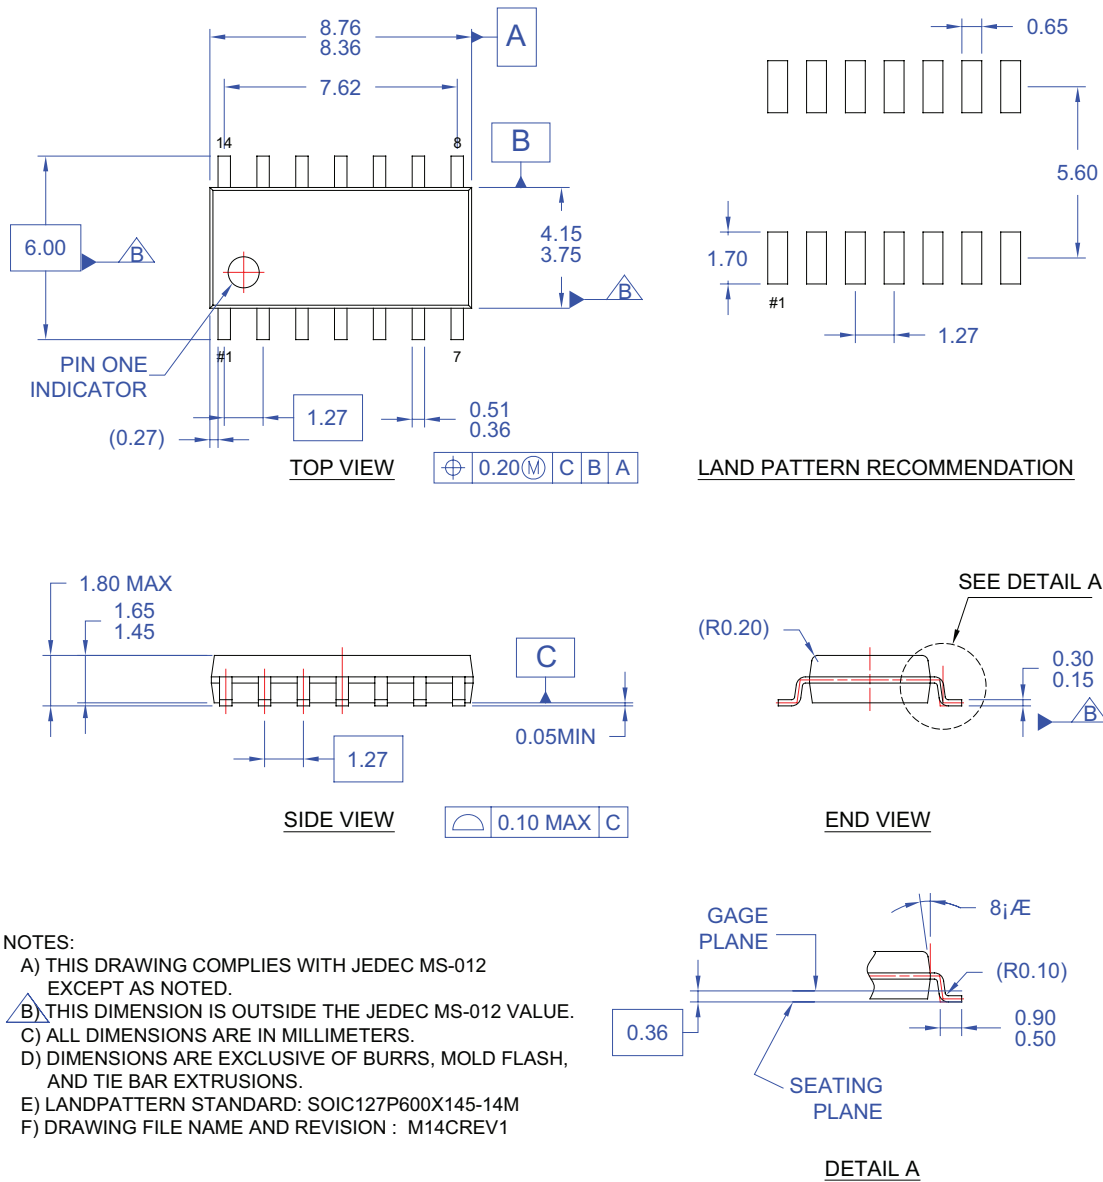 8.76
8.36
A
7.62
14
8
B
6.00
B
4.15
3.75
B
#1
7
PIN ONE
INDICATOR
(0.27)
1.27
0.51
0.36
TOP VIEW
0.20 Ⓜ C B A
0.65
5.60
1.70
#1
1.27
LAND PATTERN RECOMMENDATION
1.80 MAX
1.65
1.45
C
0.05MIN
1.27
SIDE VIEW
0.10 MAX C
SEE DETAIL A
(R0.20)
0.30
0.15
B
END VIEW
NOTES:
A) THIS DRAWING COMPLIES WITH JEDEC MS-012
EXCEPT AS NOTED.
B) THIS DIMENSION IS OUTSIDE THE JEDEC MS-012 VALUE.
C) ALL DIMENSIONS ARE IN MILLIMETERS.
D) DIMENSIONS ARE EXCLUSIVE OF BURRS, MOLD FLASH,
AND TIE BAR EXTRUSIONS.
E) LANDPATTERN STANDARD: SOIC127P600X145-14M
F) DRAWING FILE NAME AND REVISION : M14CREV1
GAGE
PLANE
8¡Æ
(R0.10)
0.36
0.90
0.50
SEATING
PLANE
DETAIL A